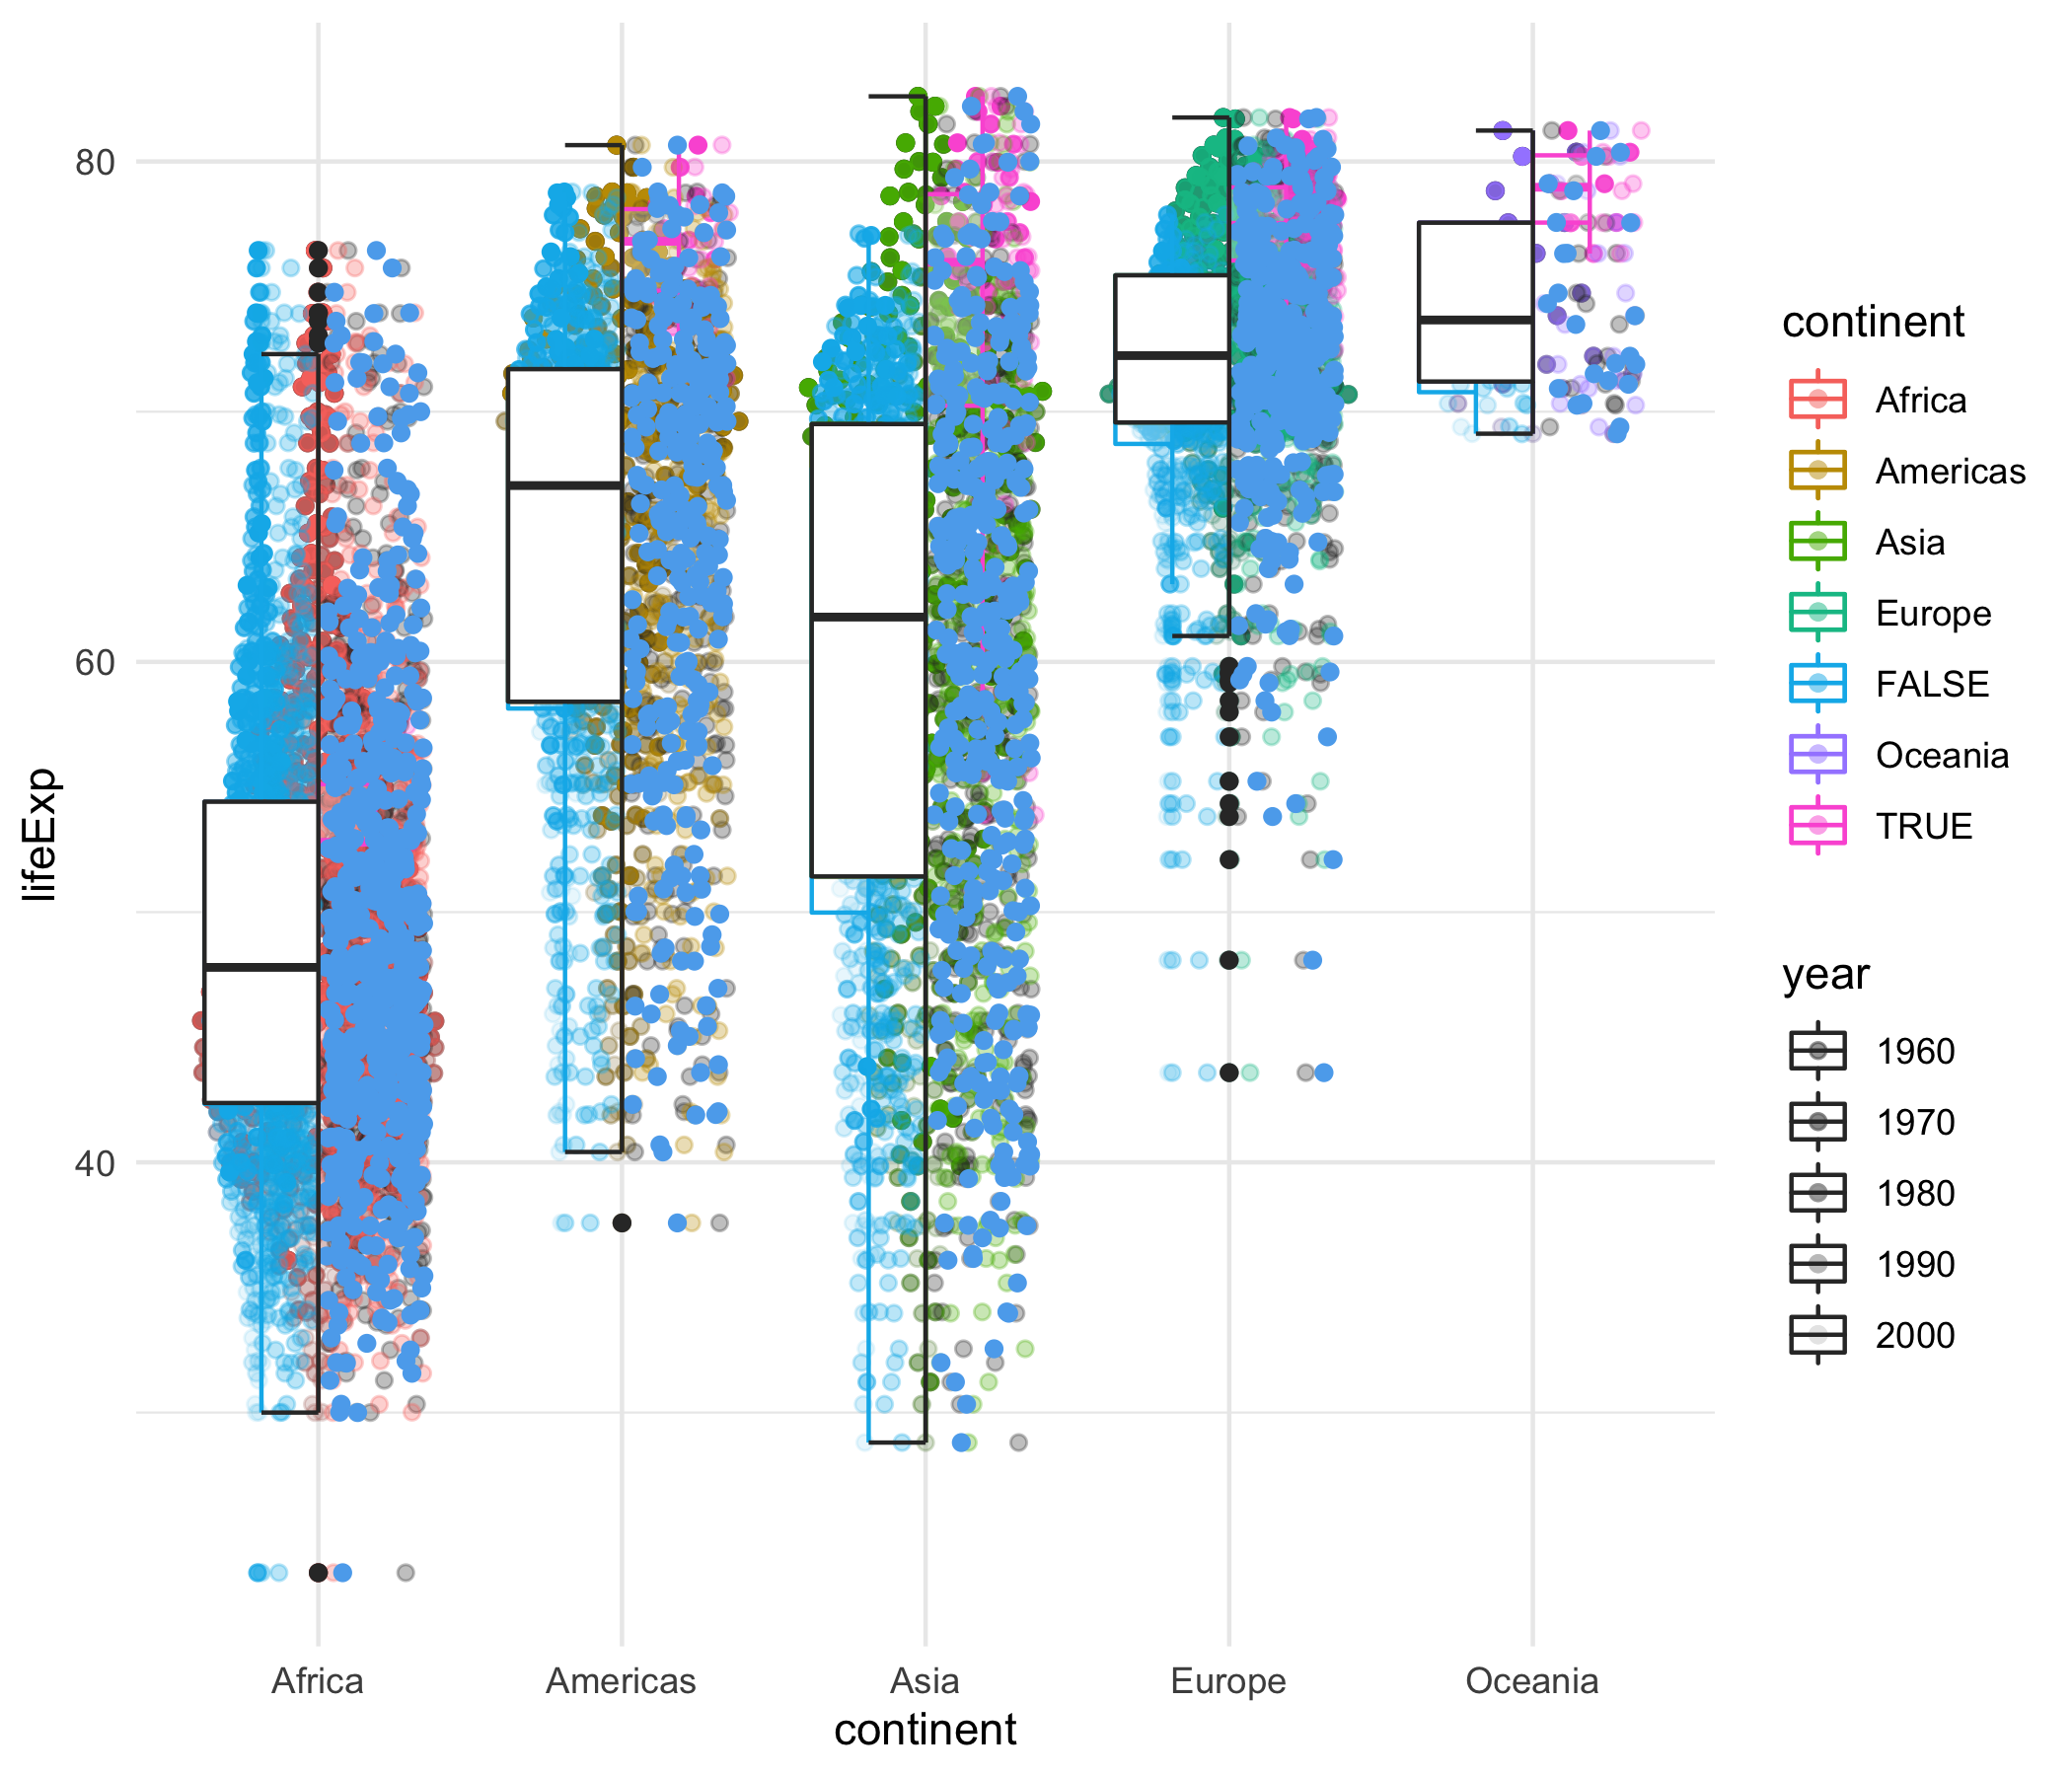 lifeExp
80
60
40
Africa
Americas
Asia
Europe
Oceania
continent
continent
Africa
Americas
Asia
Europe
FALSE
Oceania
TRUE
year
1960
1970
1980
1990
2000